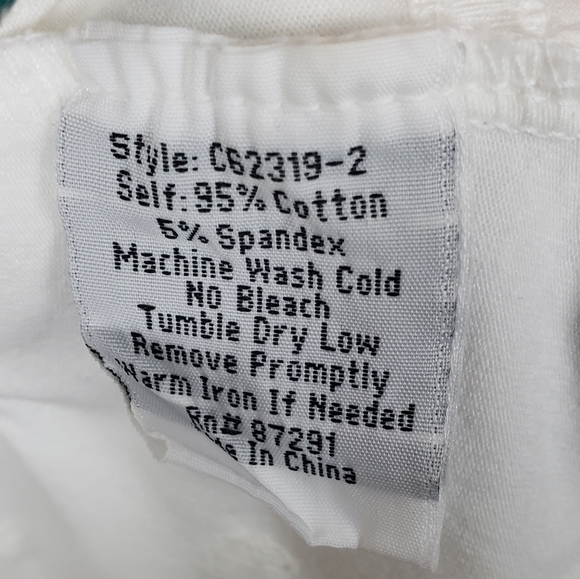 Style: C62319-2
Self: 95% Cotton
5% Spandex
Machine Wash Cold
No Bleach
Tumble Dry Low
Remove Promptly
Warm Iron If Needed
Rn# 87291
In China